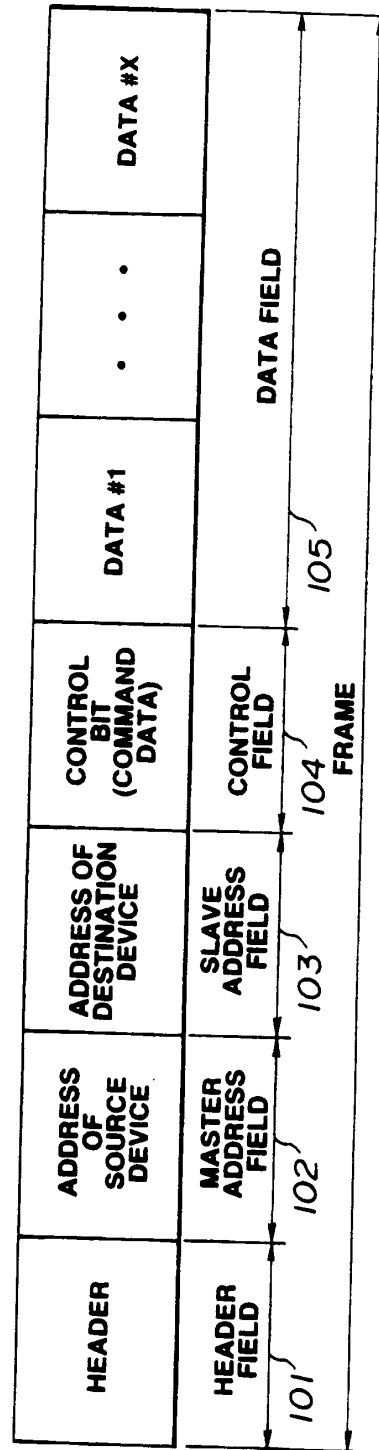 HEADER
ADDRESS
OF
SOURCE
DEVICE
ADDRESS OF
DESTINATION
DEVICE
CONTROL
BIT
(COMMAND
DATA)
DATA #1
• • •
DATA #X
HEADER
FIELD
MASTER
ADDRESS
FIELD
SLAVE
ADDRESS
FIELD
CONTROL
FIELD
DATA FIELD
101
102
103
104
105
FRAME